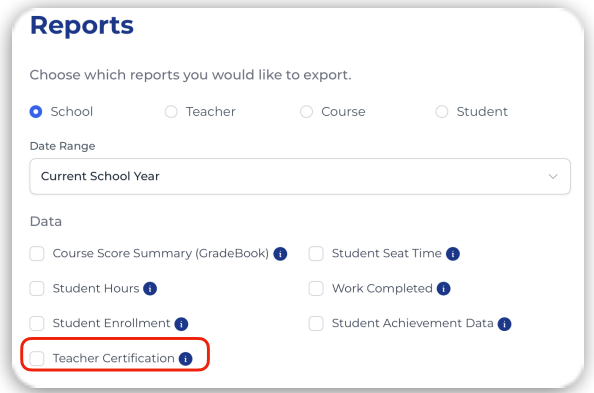 Reports
Choose which reports you would like to export.
School Teacher Course Student
Date Range
Current School Year
Data
Course Score Summary (GradeBook) i Student Seat Time i
Student Hours i Work Completed i
Student Enrollment i Student Achievement Data i
Teacher Certification i